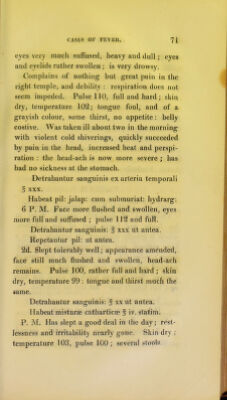 CASES OF FEVER. 71
eyes very much suffused, heavy and dull; eyes
and eyelids rather swollen; is very drowsy.
Complains of nothing but great pain in the
right temple, and debility: respiration does not
seem impeded. Pulse 110, full and hard; skin
dry, temperature 102; tongue foul, and of a
grayish colour, some thirst, no appetite: belly
costive. Was taken ill about two in the morning
with violent cold shiverings, quickly succeeded
by pain in the head, increased heat and perspi-
ration: the head-ach is now more severe; has
had no sickness at the stomach.
Detrahantur sanguinis ex arteria temporali
℥ xxx.
Habeat pil: jalap: cum submuriat: hydrarg:
6 P. M. Face more flushed and swollen, eyes
more full and suffused; pulse 112 and full.
Detrahantur sanguinis: ℥ xxx ut antea.
Repetantur pil: ut antea.
2d. Slept tolerably well; appearance amended,
face still much flushed and swollen, head-ach
remains. Pulse 100, rather full and hard; skin
dry, temperature 99: tongue and thirst much the
same.
Detrahantur sanguinis: ℥ xx ut antea.
Habeat misturæ catharticæ ℥ iv. statim.
P. M. Has slept a good deal in the day; rest-
lessness and irritability nearly gone. Skin dry:
temperature 103, pulse 100; several stools